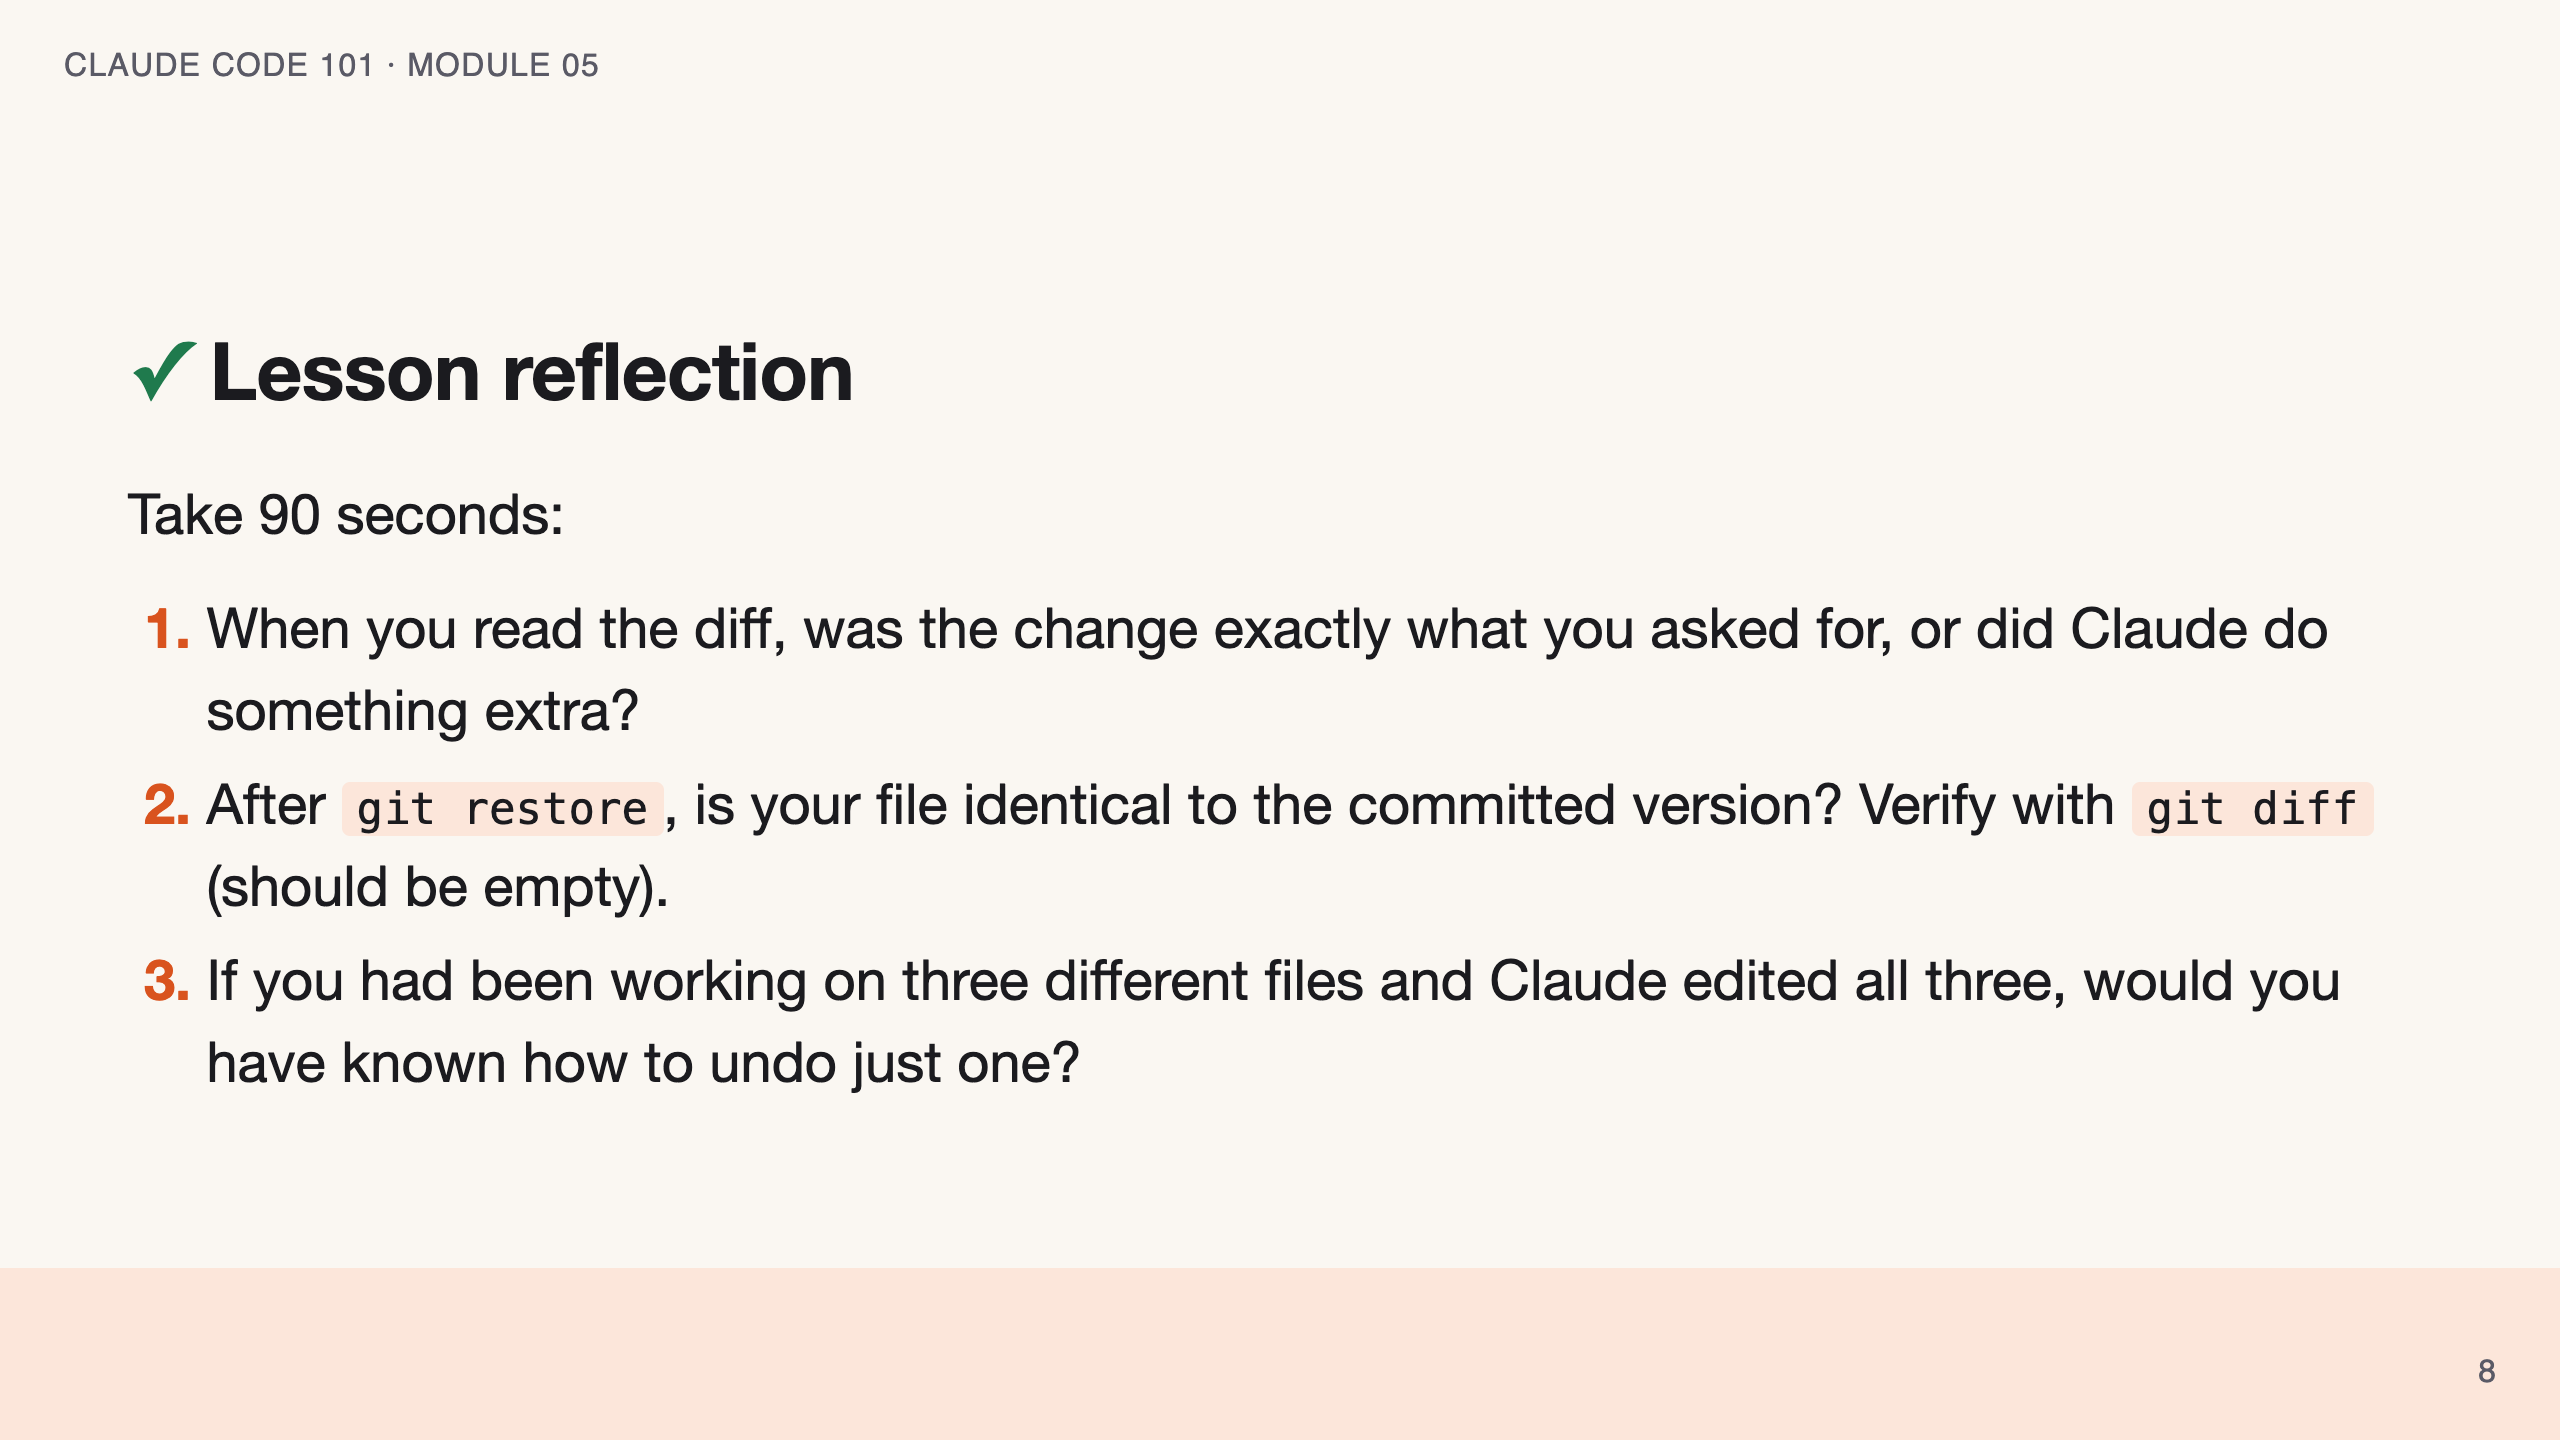 CLAUDE CODE 101 · MODULE 05
✓ Lesson reflection
Take 90 seconds:
1. When you read the diff, was the change exactly what you asked for, or did Claude do
something extra?
2. After git restore, is your file identical to the committed version? Verify with git diff
(should be empty).
3. If you had been working on three different files and Claude edited all three, would you
have known how to undo just one?
8